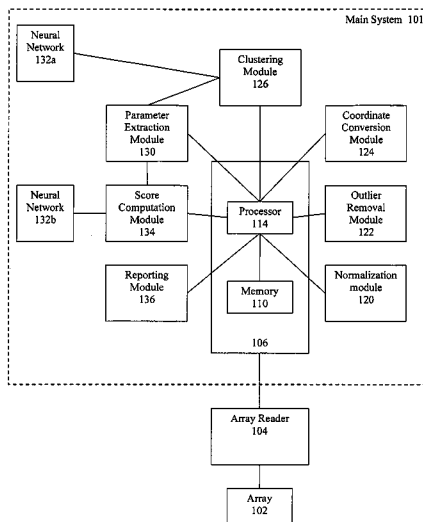 Main System 101
Neural
Network
132a
Clustering
Module
126
Parameter
Extraction
Module
130
Coordinate
Conversion
Module
124
Neural
Network
132b
Score
Computation
Module
134
Processor
114
Outlier
Removal
Module
122
Reporting
Module
136
Memory
110
Normalization
module
120
106
Array Reader
104
Array
102